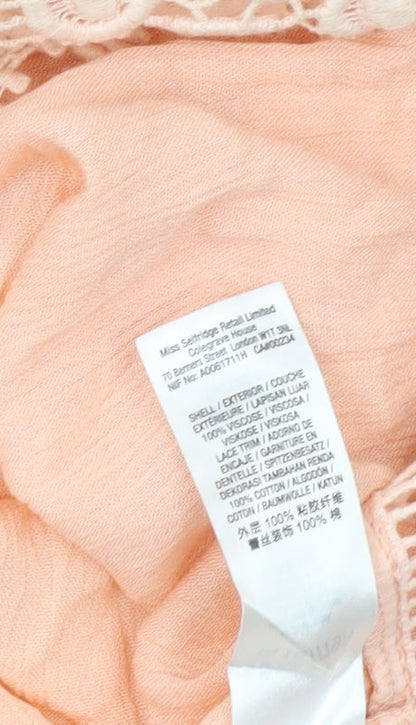 Miss Selfridge Retail Limited
Colegrave House
70 Berners Street London W1T 3NL
NIF No: A0061711H CA#00234
SHELL / EXTERIOR / COUCHE
EXTÉRIEURE / LAPISAN LUAR
100% VISCOSE / VISCOSA /
VISKOSE / VISKOSA
LACE TRIM / ADORNO DE
ENCAJE / GARNITURE EN
DENTELLE / SPITZENBESATZ /
DEKORASI TAMBAHAN RENDA
100% COTTON / ALGODÓN /
COTON / BAUMWOLLE / KATUN
外层 100% 粘胶纤维
蕾丝装饰 100% 棉